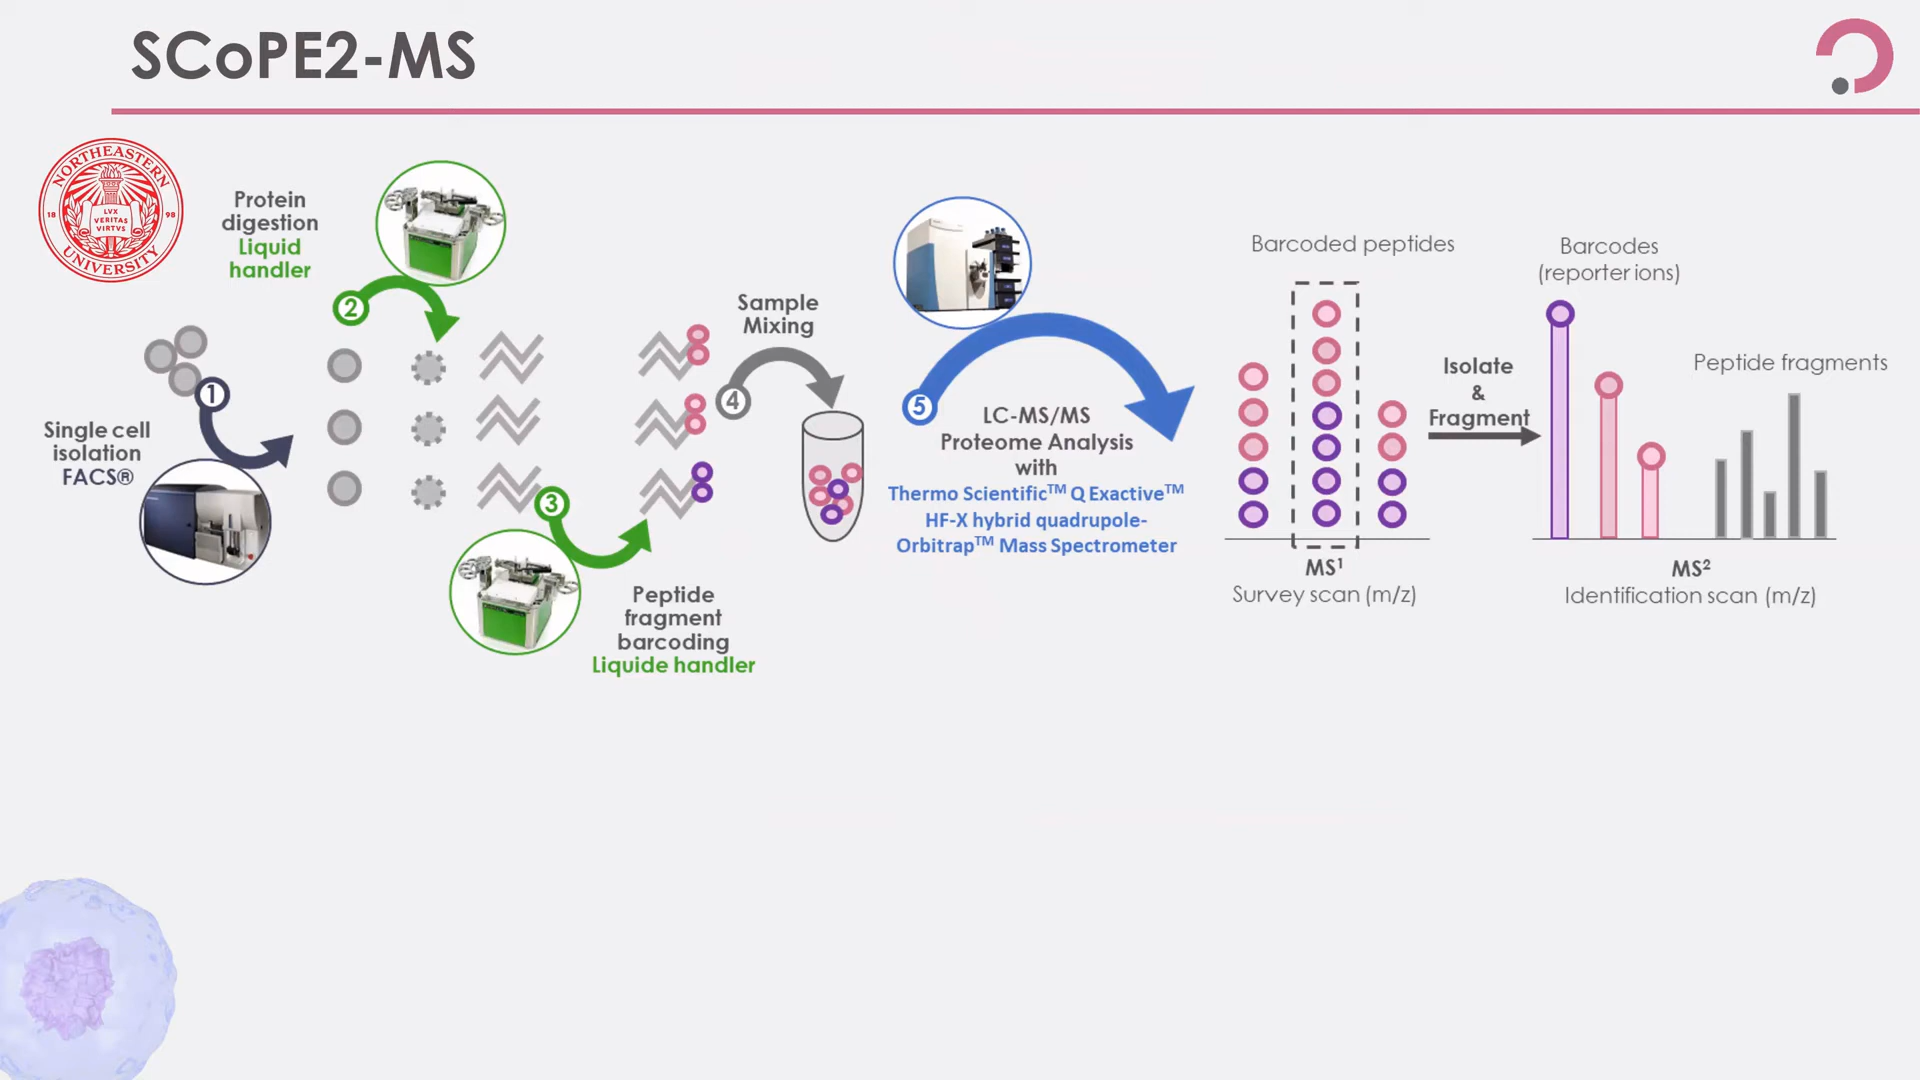 SCoPE2-MS
NORTHEASTERN
UNIVERSITY
18
98
LVX
VERITAS
VIRTVS
Protein
digestion
Liquid
handler
2
1
Single cell
isolation
FACS®
3
Peptide
fragment
barcoding
Liquide handler
Sample
Mixing
4
5
LC-MS/MS
Proteome Analysis
with
Thermo Scientific™ Q Exactive™
HF-X hybrid quadrupole-
Orbitrap™ Mass Spectrometer
Barcoded peptides
MS¹
Survey scan (m/z)
Isolate
&
Fragment
Barcodes
(reporter ions)
Peptide fragments
MS²
Identification scan (m/z)